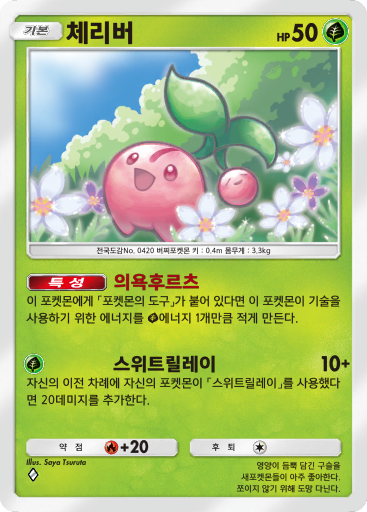 기본 체리버 HP 50
전국도감No. 0420 버찌포켓몬 키 : 0.4m 몸무게 : 3.3kg
특성 의욕후르츠
이 포켓몬에게 「포켓몬의 도구」가 붙어 있다면 이 포켓몬이 기술을
사용하기 위한 에너지를 에너지 1개만큼 적게 만든다.
스위트릴레이 10+
자신의 이전 차례에 자신의 포켓몬이 「스위트릴레이」를 사용했다
면 20데미지를 추가한다.
약점 +20 후퇴
Illus. Saya Tsuruta
영양이 듬뿍 담긴 구슬을
새포켓몬들이 아주 좋아한다.
쪼이지 않기 위해 도망 다닌다.